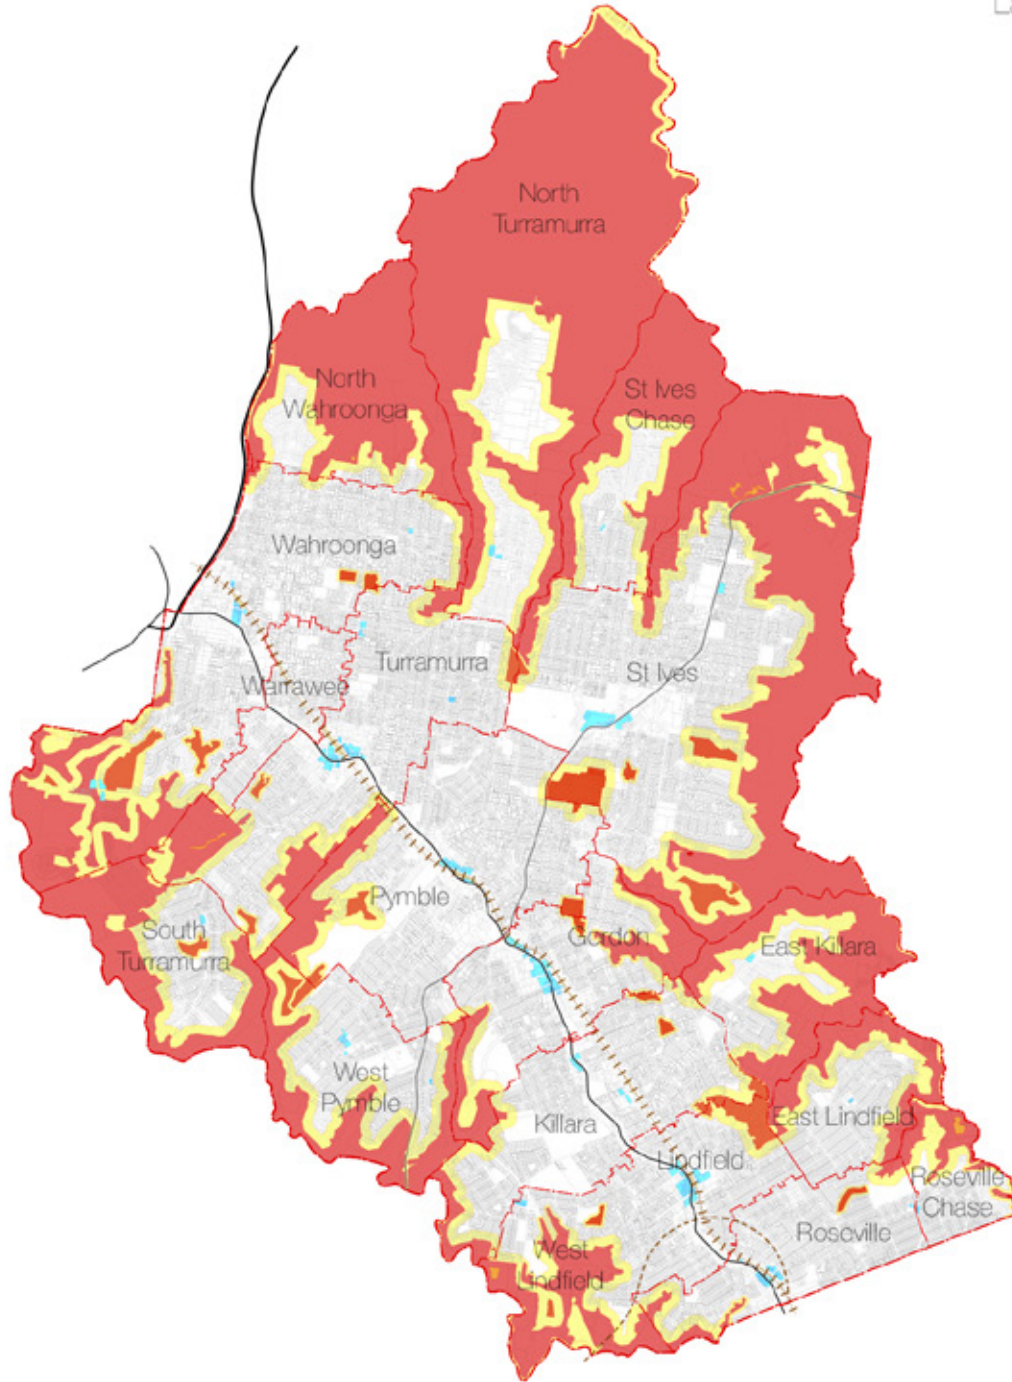 North
Turramurra
North
Wahroonga
St Ives
Chase
Wahroonga
Turramurra
St Ives
Warrawee
Pymble
South
Turramurra
Gordon
East Killara
West
Pymble
Killara
East Lindfield
Lindfield
Roseville
Chase
Roseville
West
Lindfield